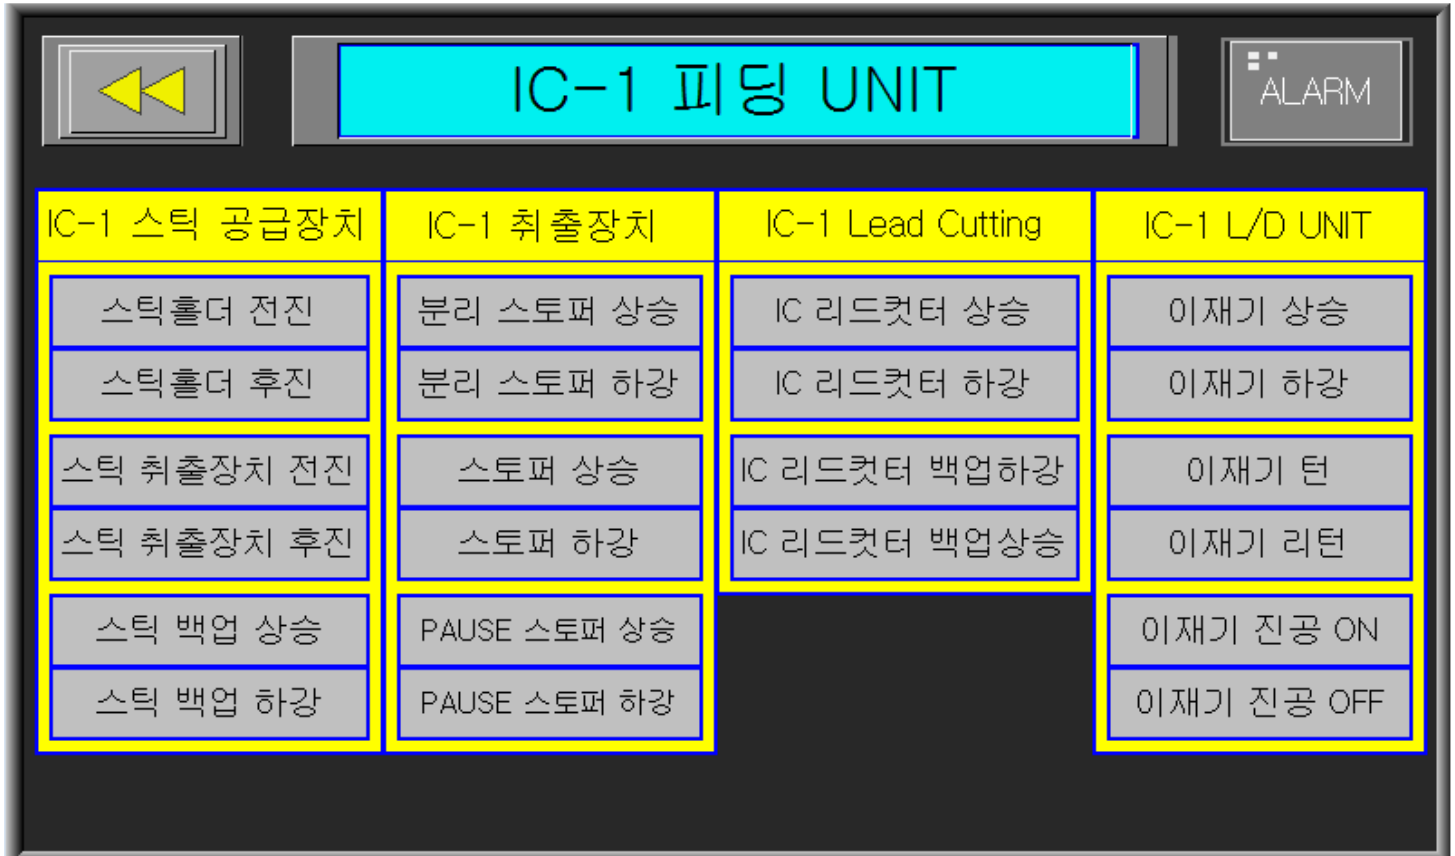 IC-1 피딩 UNIT
ALARM
IC-1 스틱 공급장치
스틱홀더 전진
스틱홀더 후진
스틱 취출장치 전진
스틱 취출장치 후진
스틱 백업 상승
스틱 백업 하강
IC-1 취출장치
분리 스토퍼 상승
분리 스토퍼 하강
스토퍼 상승
스토퍼 하강
PAUSE 스토퍼 상승
PAUSE 스토퍼 하강
IC-1 Lead Cutting
IC 리드컷터 상승
IC 리드컷터 하강
IC 리드컷터 백업하강
IC 리드컷터 백업상승
IC-1 L/D UNIT
이재기 상승
이재기 하강
이재기 턴
이재기 리턴
이재기 진공 ON
이재기 진공 OFF